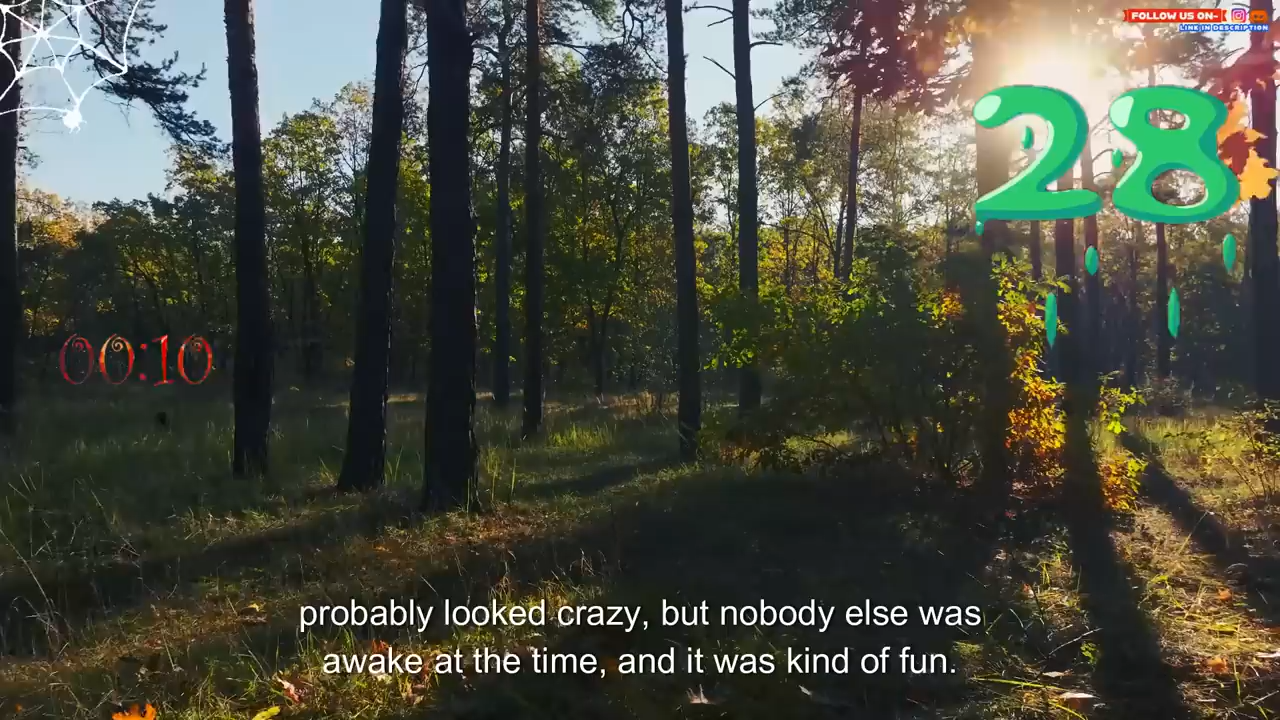 FOLLOW US ON-
LINK IN DESCRIPTION
28
00:10
probably looked crazy, but nobody else was
awake at the time, and it was kind of fun.